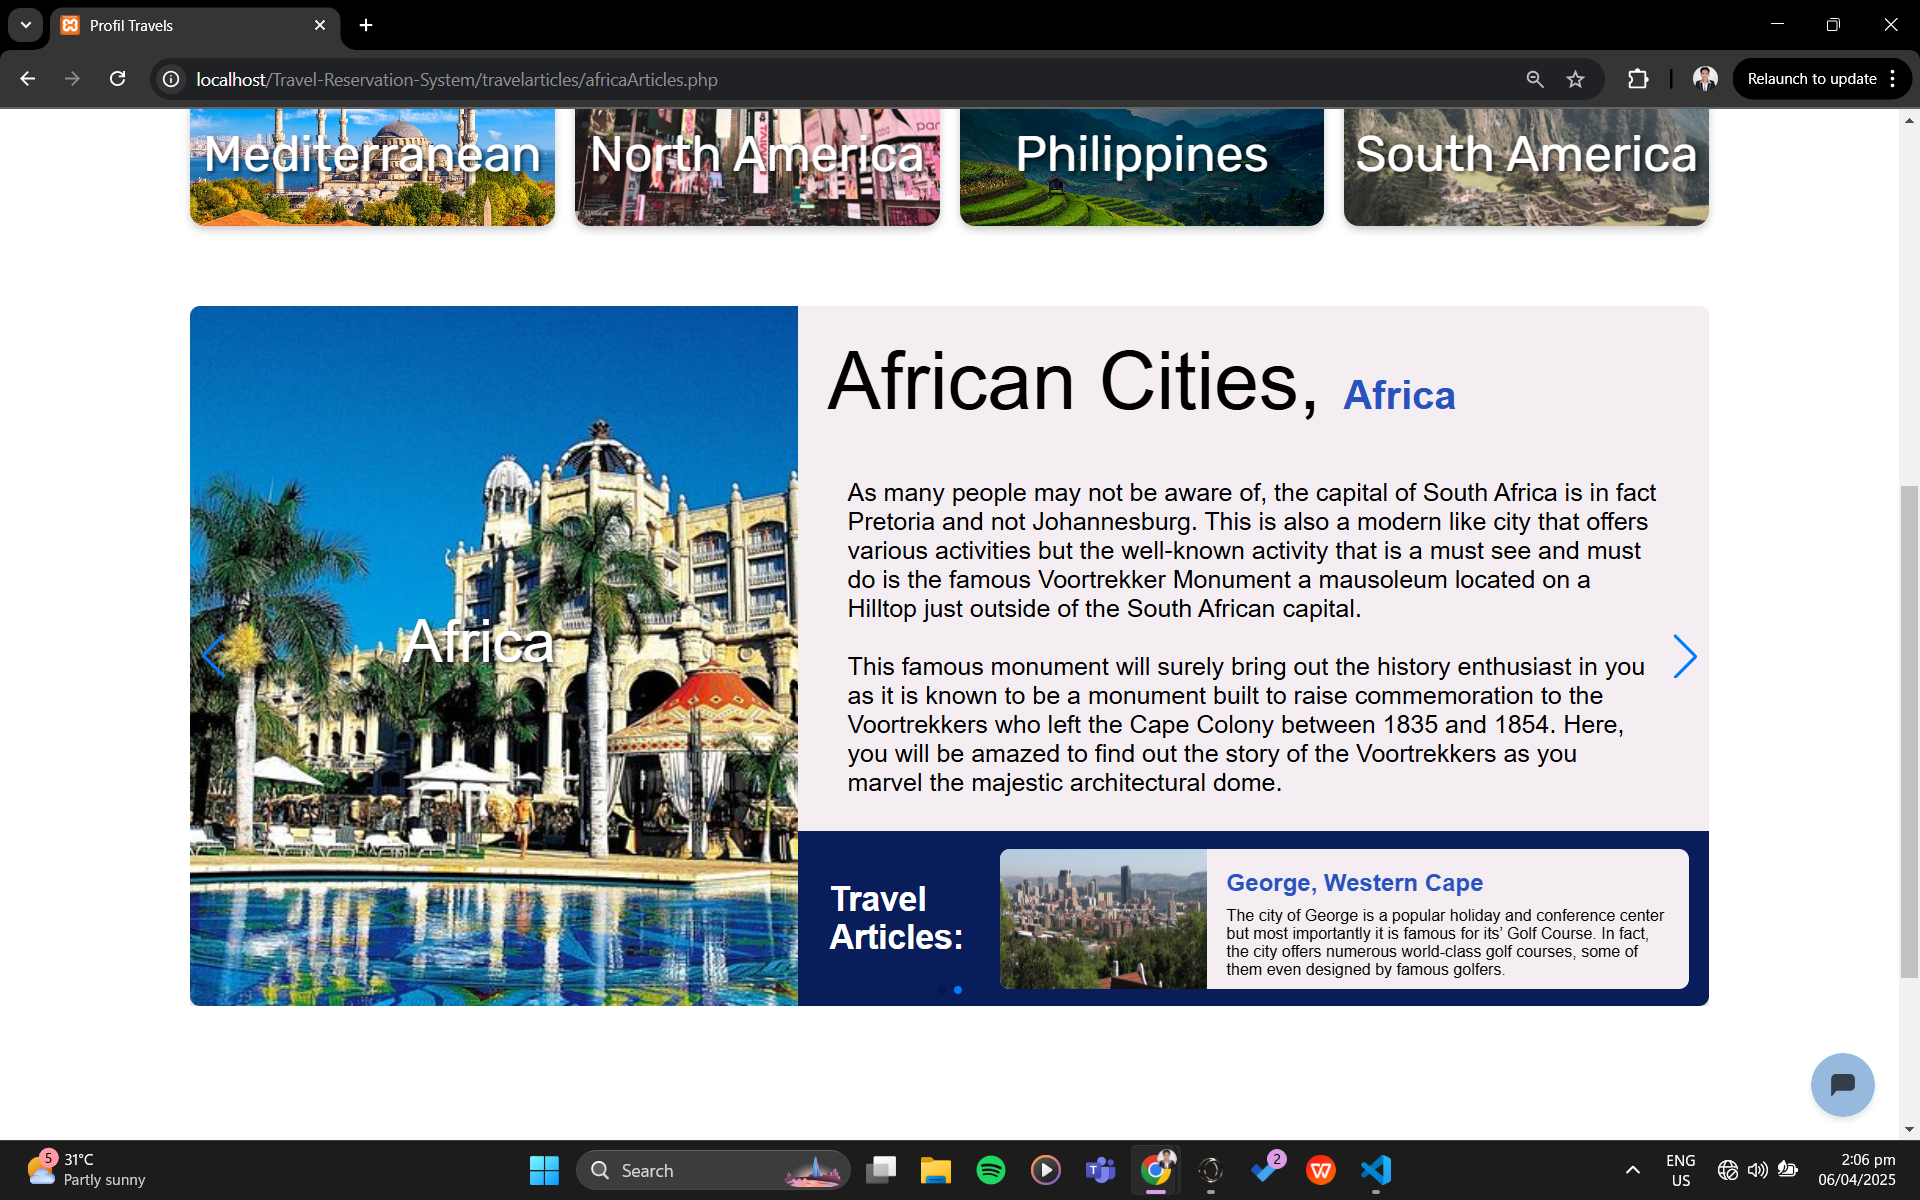 Profil Travels
localhost/Travel-Reservation-System/travelarticles/africaArticles.php
Relaunch to update
Mediterranean
North America
Philippines
South America
African Cities, Africa
As many people may not be aware of, the capital of South Africa is in fact
Pretoria and not Johannesburg. This is also a modern like city that offers
various activities but the well-known activity that is a must see and must
do is the famous Voortrekker Monument a mausoleum located on a
Hilltop just outside of the South African capital.
This famous monument will surely bring out the history enthusiast in you
as it is known to be a monument built to raise commemoration to the
Voortrekkers who left the Cape Colony between 1835 and 1854. Here,
you will be amazed to find out the story of the Voortrekkers as you
marvel the majestic architectural dome.
Africa
Travel
Articles:
George, Western Cape
The city of George is a popular holiday and conference center
but most importantly it is famous for its’ Golf Course. In fact,
the city offers numerous world-class golf courses, some of
them even designed by famous golfers.
5
31°C
Partly sunny
Search
2
ENG
US
2:06 pm
06/04/2025